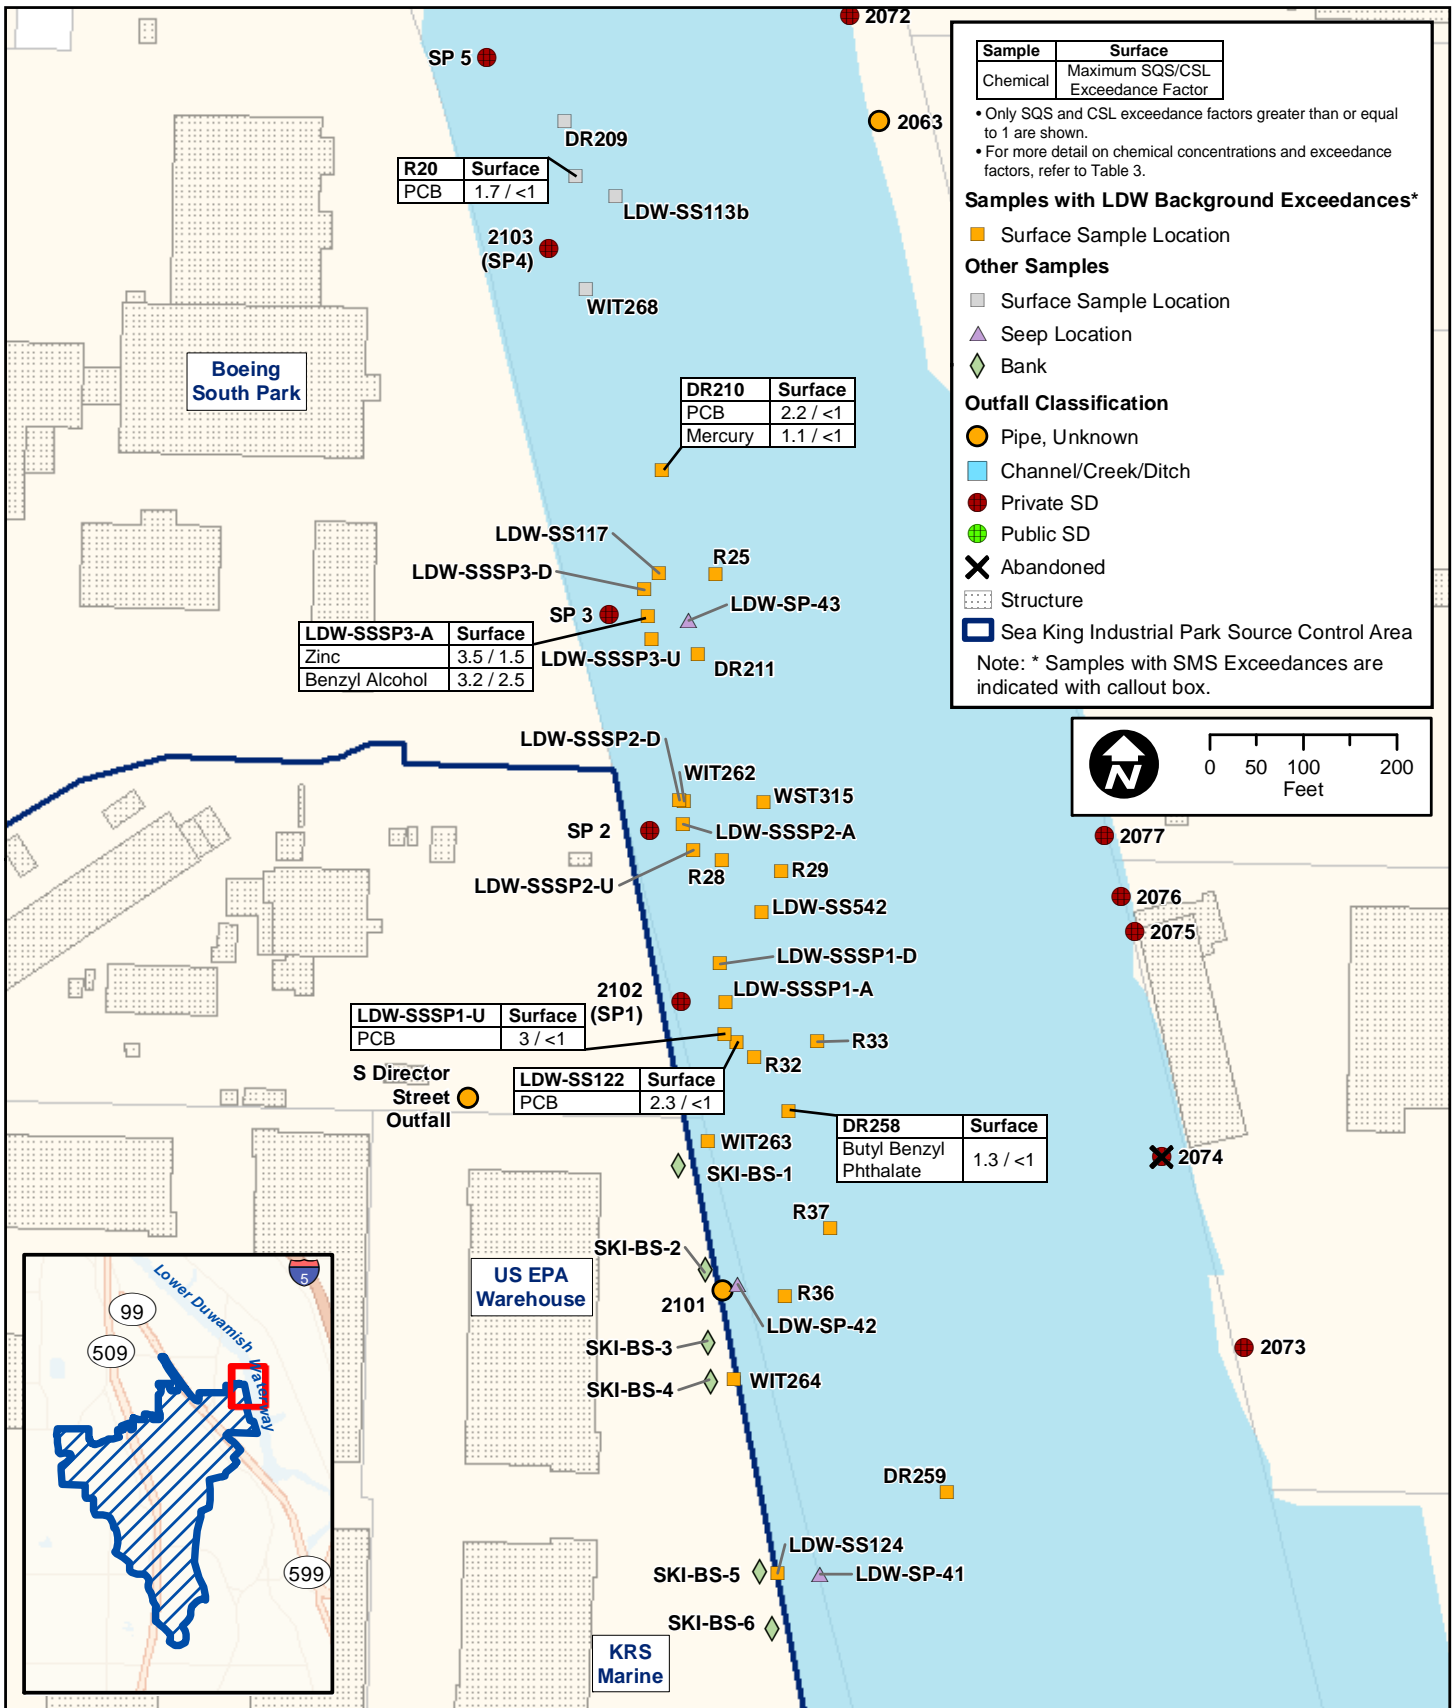 2072
SP 5
2063
DR209
R20 Surface
PCB 1.7 / <1
LDW-SS113b
2103
(SP4)
WIT268
Sample Surface
Chemical Maximum SQS/CSL
Exceedance Factor
• Only SQS and CSL exceedance factors greater than or equal
to 1 are shown.
• For more detail on chemical concentrations and exceedance
factors, refer to Table 3.
Samples with LDW Background Exceedances*
Surface Sample Location
Other Samples
Surface Sample Location
Seep Location
Bank
Outfall Classification
Pipe, Unknown
Channel/Creek/Ditch
Private SD
Public SD
Abandoned
Structure
Sea King Industrial Park Source Control Area
Note: * Samples with SMS Exceedances are
indicated with callout box.
Boeing
South Park
DR210 Surface
PCB 2.2 / <1
Mercury 1.1 / <1
LDW-SS117
R25
LDW-SSSP3-D
SP 3
LDW-SP-43
LDW-SSSP3-A Surface
Zinc 3.5 / 1.5
Benzyl Alcohol 3.2 / 2.5
LDW-SSSP3-U
DR211
N
0 50 100 200
Feet
LDW-SSSP2-D
WIT262
WST315
SP 2
LDW-SSSP2-A
2077
R28
R29
LDW-SSSP2-U
2076
LDW-SS542
2075
LDW-SSSP1-D
2102
(SP1)
LDW-SSSP1-A
LDW-SSSP1-U Surface
PCB 3 / <1
R33
R32
S Director
Street
Outfall
LDW-SS122 Surface
PCB 2.3 / <1
DR258 Surface
Butyl Benzyl
Phthalate 1.3 / <1
WIT263
SKI-BS-1
2074
R37
SKI-BS-2
US EPA
Warehouse
2101
R36
LDW-SP-42
SKI-BS-3
2073
WIT264
SKI-BS-4
DR259
LDW-SS124
SKI-BS-5
LDW-SP-41
SKI-BS-6
KRS
Marine
5
Lower Duwamish
Waterway
99
509
599